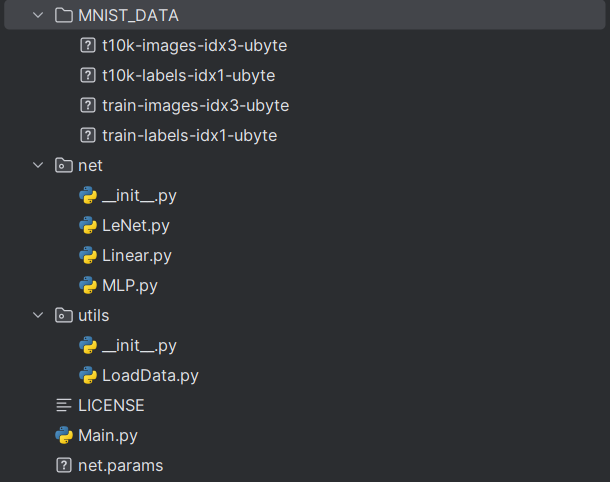 MNIST_DATA
t10k-images-idx3-ubyte
t10k-labels-idx1-ubyte
train-images-idx3-ubyte
train-labels-idx1-ubyte
net
__init__.py
LeNet.py
Linear.py
MLP.py
utils
__init__.py
LoadData.py
LICENSE
Main.py
net.params